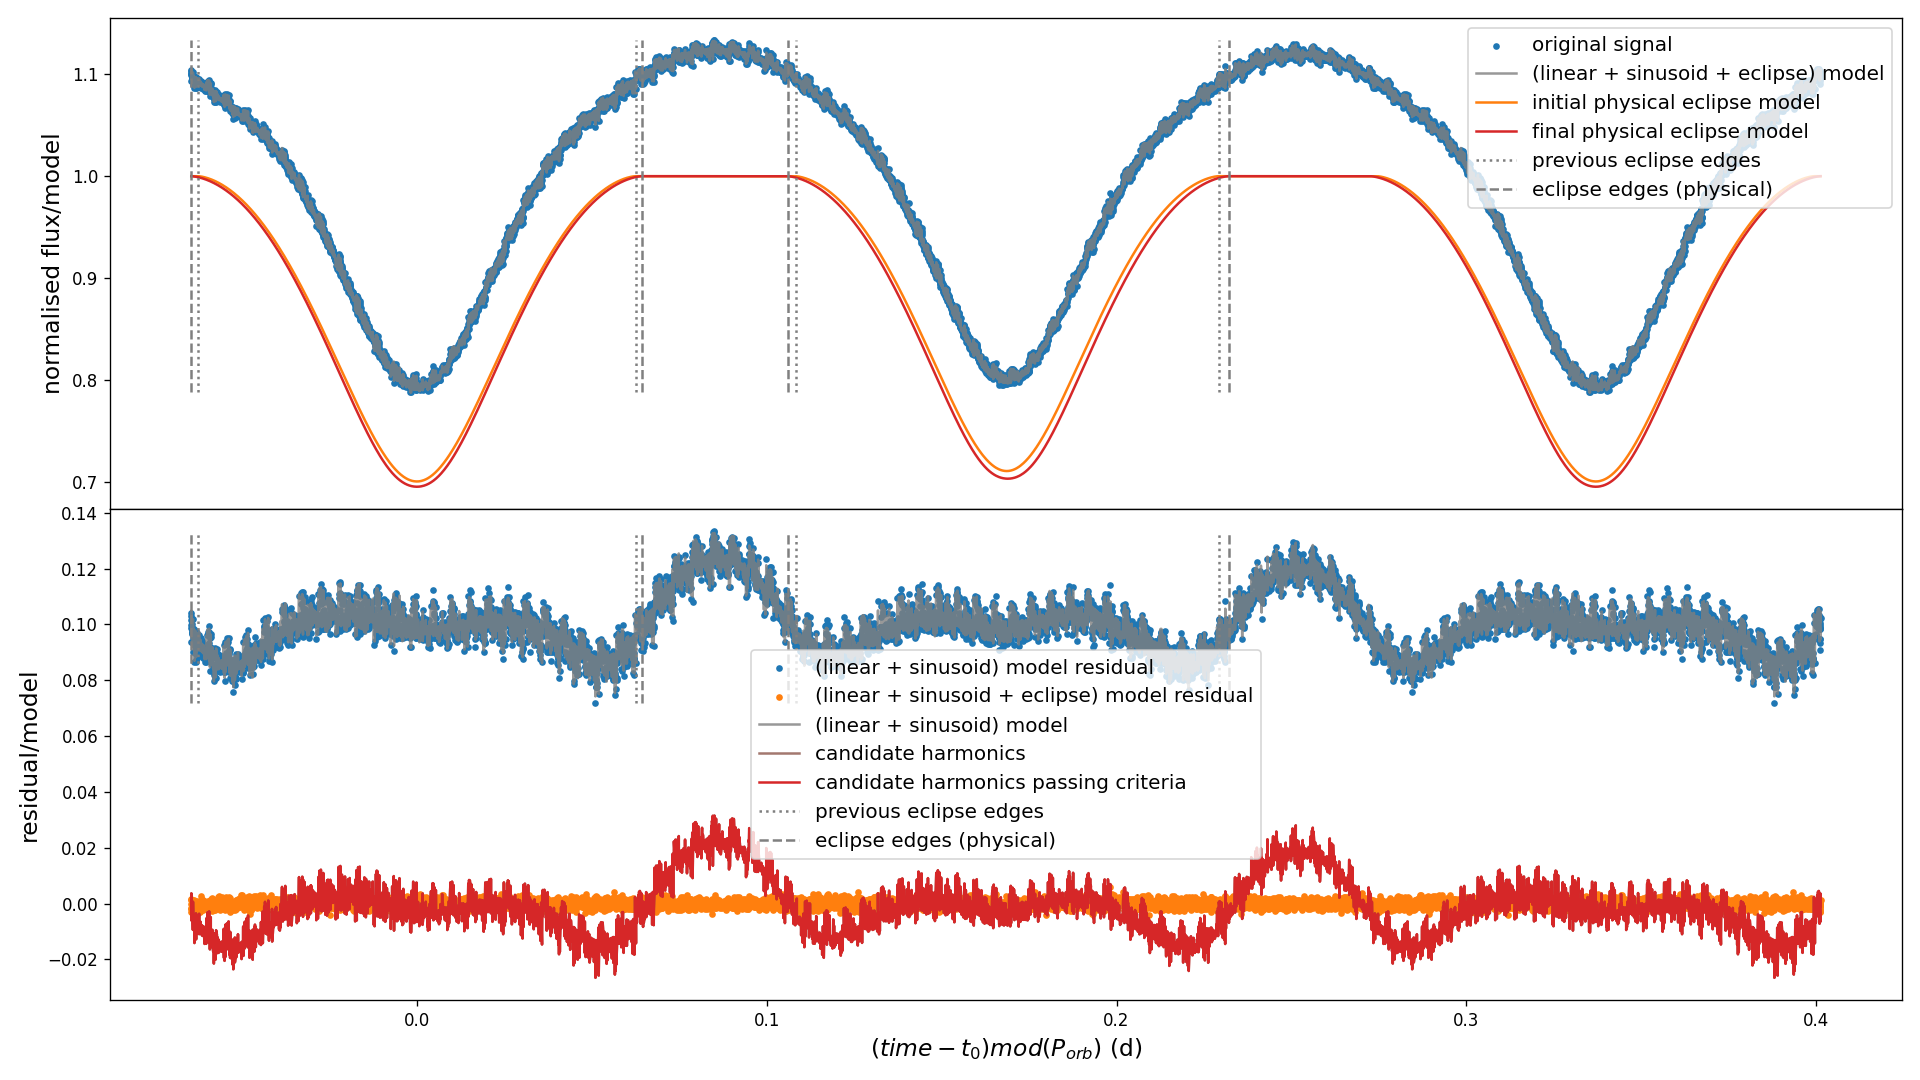 normalised flux/model
1.1
1.0
0.9
0.8
0.7
original signal
(linear + sinusoid + eclipse) model
initial physical eclipse model
final physical eclipse model
previous eclipse edges
eclipse edges (physical)
residual/model
0.14
0.12
0.10
0.08
0.06
0.04
0.02
0.00
−0.02
(linear + sinusoid) model residual
(linear + sinusoid + eclipse) model residual
(linear + sinusoid) model
candidate harmonics
candidate harmonics passing criteria
previous eclipse edges
eclipse edges (physical)
0.0 0.1 0.2 0.3 0.4
(time − t₀)mod(P_orb) (d)